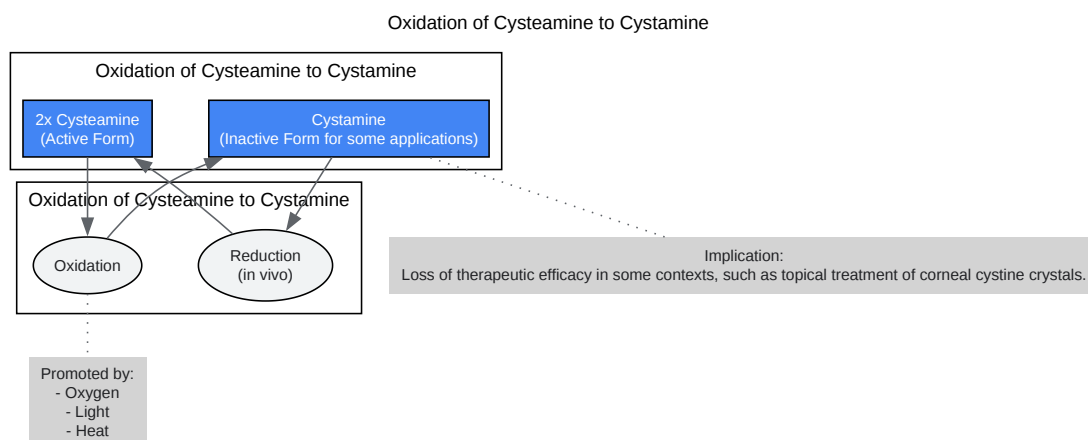 Oxidation of Cysteamine to Cystamine
Oxidation of Cysteamine to Cystamine
2x Cysteamine
(Active Form)
Cystamine
(Inactive Form for some applications)
Oxidation of Cysteamine to Cystamine
Oxidation
Reduction
(in vivo)
Implication:
Loss of therapeutic efficacy in some contexts, such as topical treatment of corneal cystine crystals.
Promoted by:
- Oxygen
- Light
- Heat